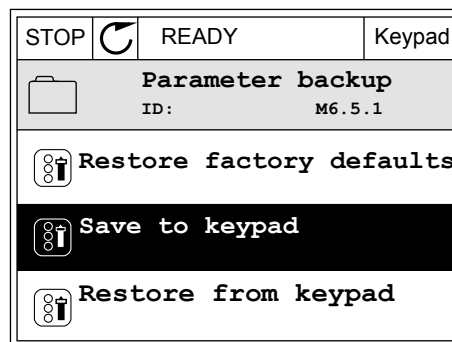 STOP READY Keypad
Parameter backup
ID: M6.5.1
Restore factory defaults
Save to keypad
Restore from keypad